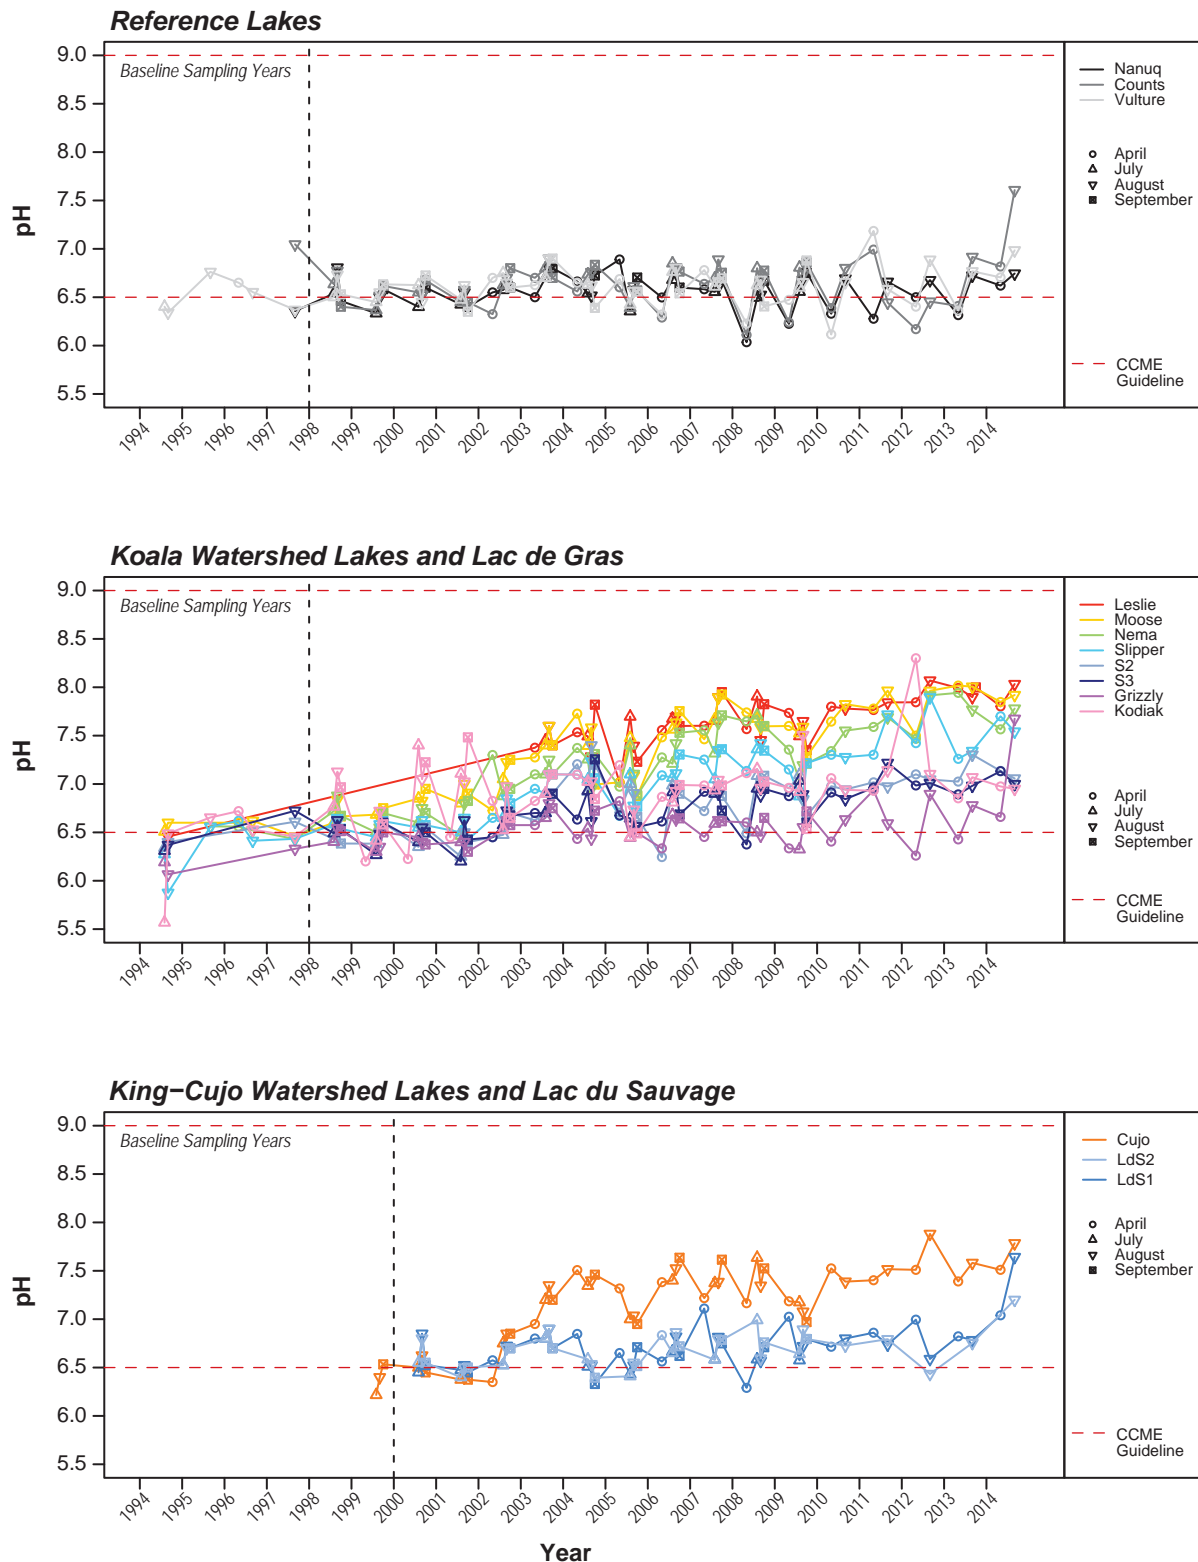 Reference Lakes
9.0
8.5
8.0
7.5
7.0
6.5
6.0
5.5
pH
Baseline Sampling Years
Nanuq
Counts
Vulture
April
July
August
September
CCME
Guideline
1994
1995
1996
1997
1998
1999
2000
2001
2002
2003
2004
2005
2006
2007
2008
2009
2010
2011
2012
2013
2014
Koala Watershed Lakes and Lac de Gras
9.0
8.5
8.0
7.5
7.0
6.5
6.0
5.5
pH
Baseline Sampling Years
Leslie
Moose
Nema
Slipper
S2
S3
Grizzly
Kodiak
April
July
August
September
CCME
Guideline
1994
1995
1996
1997
1998
1999
2000
2001
2002
2003
2004
2005
2006
2007
2008
2009
2010
2011
2012
2013
2014
King−Cujo Watershed Lakes and Lac du Sauvage
9.0
8.5
8.0
7.5
7.0
6.5
6.0
5.5
pH
Baseline Sampling Years
Cujo
LdS2
LdS1
April
July
August
September
CCME
Guideline
1994
1995
1996
1997
1998
1999
2000
2001
2002
2003
2004
2005
2006
2007
2008
2009
2010
2011
2012
2013
2014
Year